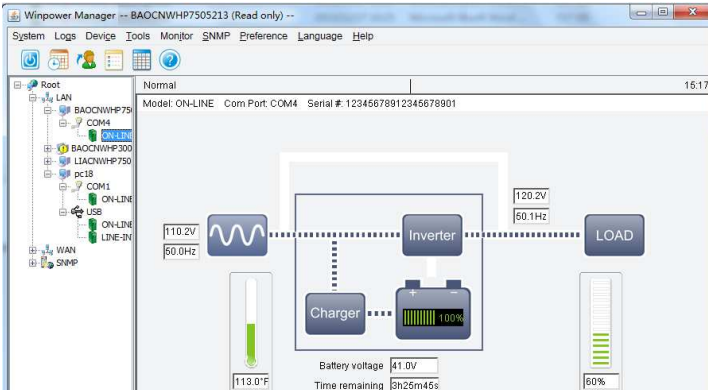 Winpower Manager -- BAOCNWHP7505213 (Read only) --
System Logs Device Tools Monitor SNMP Preference Language Help
Root
LAN
BAOCNWHP75
COM4
ON-LINE
BAOCNWHP300
LIACNWHP750
pc18
COM1
ON-LINE
USB
ON-LINE
LINE-IN
WAN
SNMP
Normal 15:17
Model: ON-LINE Com Port: COM4 Serial #: 12345678912345678901
110.2V
50.0Hz
Inverter
120.2V
50.1Hz
LOAD
Charger
+ −
100%
113.0°F
Battery voltage 41.0V
Time remaining 3h25m45s
60%